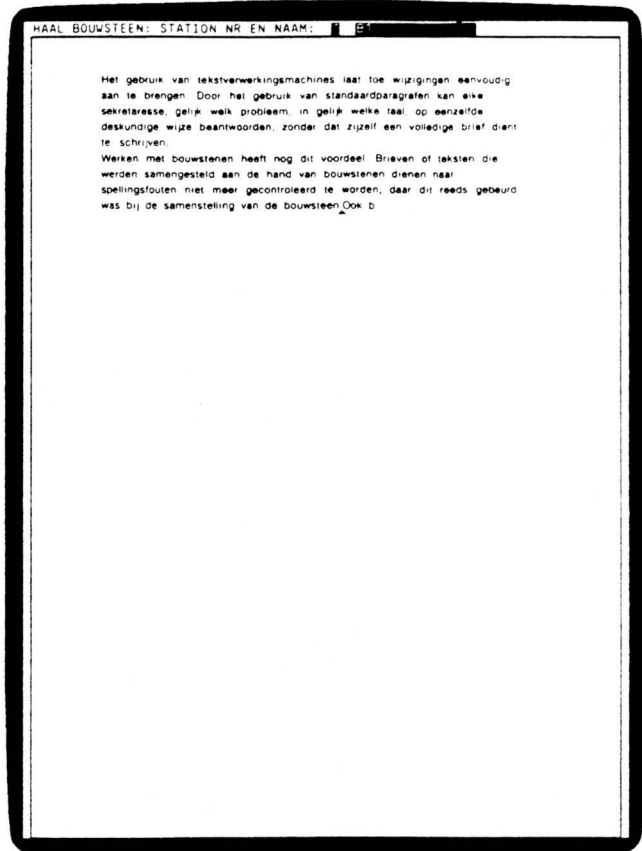 HAAL BOUWSTEEN: STATION NR EN NAAM: 1 B1
Het gebruik van tekstverwerkingsmachines laat toe wijzigingen eenvoudig
aan te brengen. Door het gebruik van standaardparagrafen kan elke
sekretaresse, gelijk welk probleem, in gelijk welke taal, op eenzelfde
deskundige wijze beantwoorden, zonder dat zijzelf een volledige brief dient
te schrijven.
Werken met bouwstenen heeft nog dit voordeel. Brieven of teksten die
werden samengesteld aan de hand van bouwstenen dienen naar
spellingsfouten niet meer gecontroleerd te worden, daar dit reeds gebeurd
was bij de samenstelling van de bouwsteen Ook b